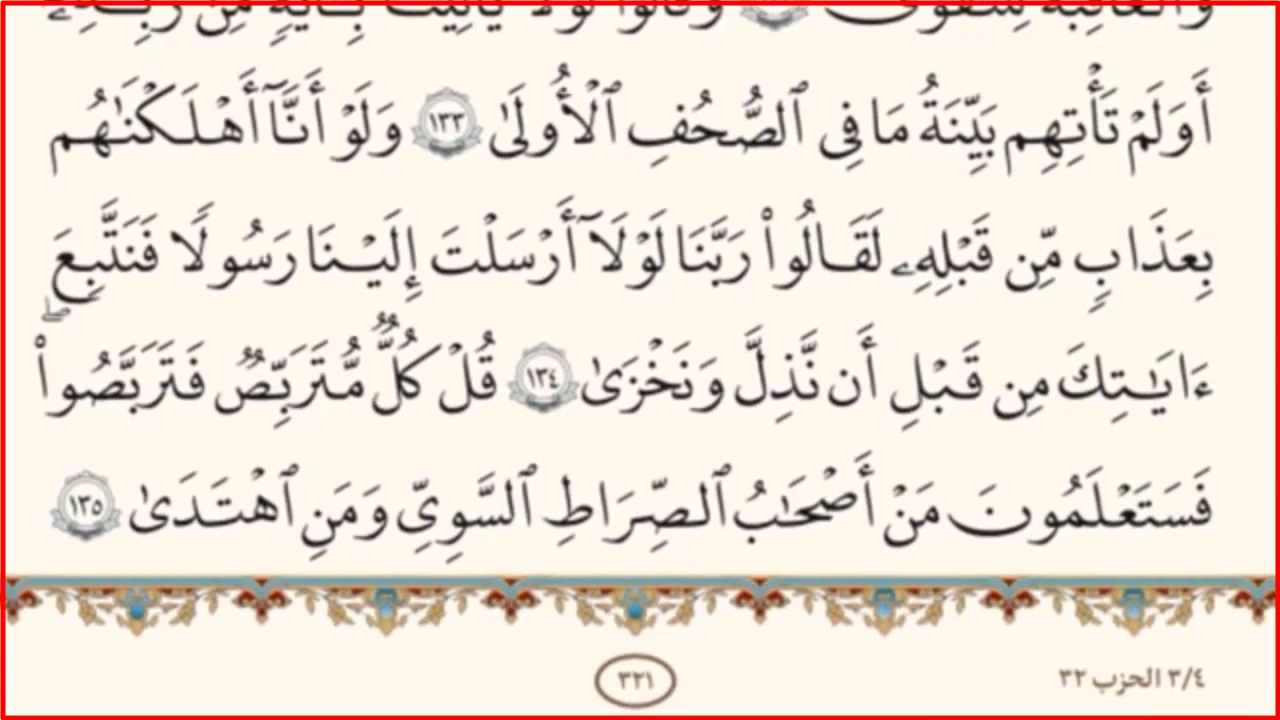 أَوَلَمْ تَأْتِهِم بَيِّنَةُ مَا فِى ٱلصُّحُفِ ٱلْأُولَىٰ ١٣٣ وَلَوْ أَنَّآ أَهْلَكْنَـٰهُم
بِعَذَابٍ مِّن قَبْلِهِۦ لَقَالُوا۟ رَبَّنَا لَوْلَآ أَرْسَلْتَ إِلَيْنَا رَسُولًا فَنَتَّبِعَ
ءَايَـٰتِكَ مِن قَبْلِ أَن نَّذِلَّ وَنَخْزَىٰ ١٣٤ قُلْ كُلٌّ مُّتَرَبِّصٌ فَتَرَبَّصُوا۟ ۖ
فَسَتَعْلَمُونَ مَنْ أَصْحَـٰبُ ٱلصِّرَٰطِ ٱلسَّوِىِّ وَمَنِ ٱهْتَدَىٰ ١٣٥
٣/٤ الحزب ٣٢
٣٢١